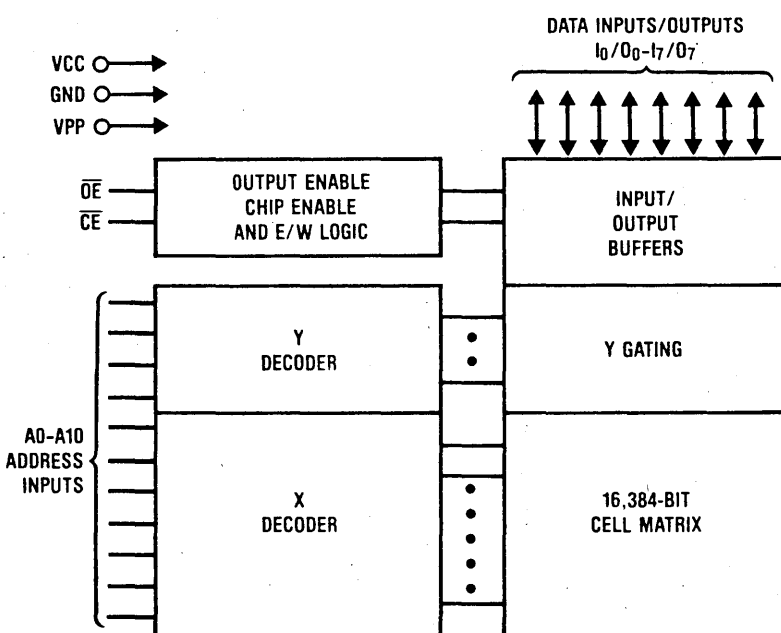 DATA INPUTS/OUTPUTS
I0/O0-I7/O7
VCC
GND
VPP
OE
CE
OUTPUT ENABLE
CHIP ENABLE
AND E/W LOGIC
INPUT/
OUTPUT
BUFFERS
Y
DECODER
Y GATING
A0-A10
ADDRESS
INPUTS
X
DECODER
16,384-BIT
CELL MATRIX